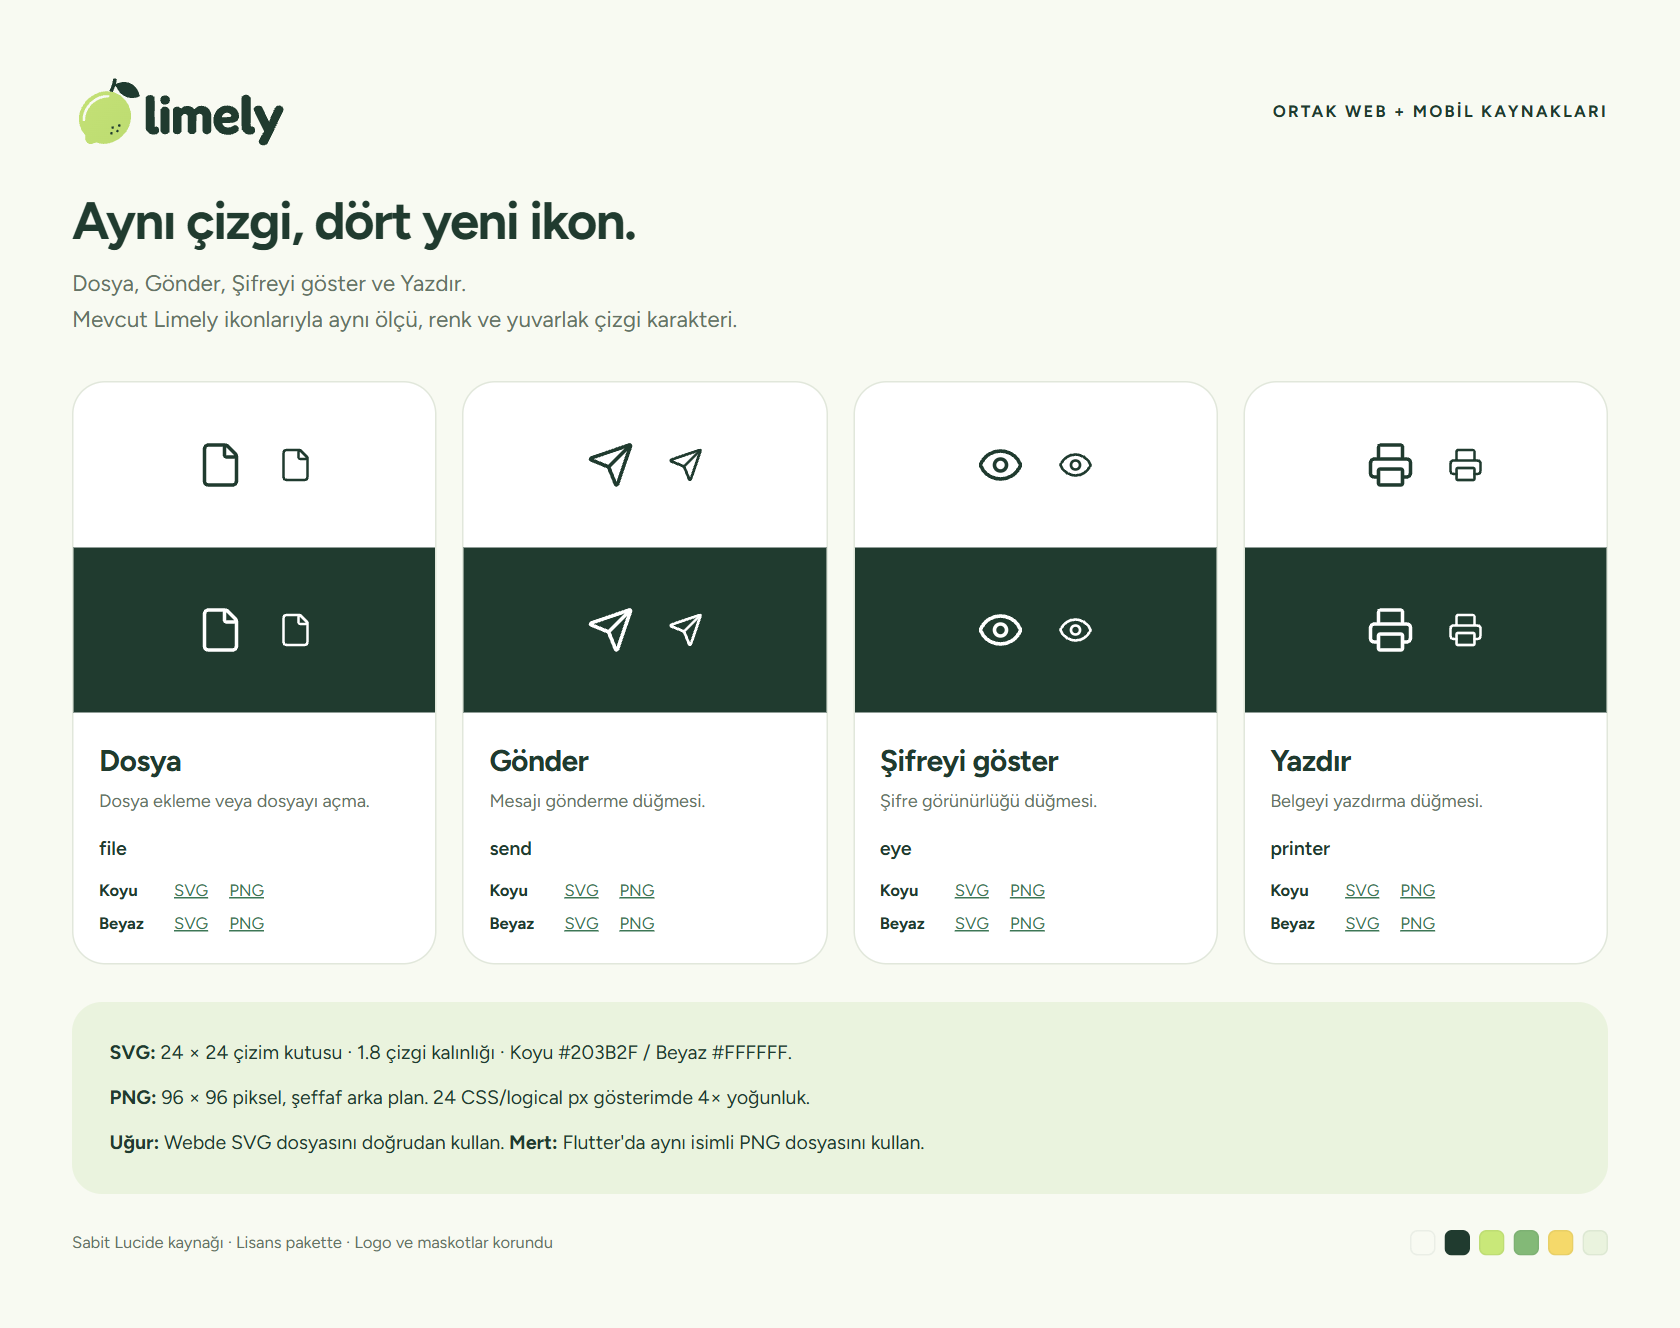 limely
ORTAK WEB + MOBİL KAYNAKLARI
Aynı çizgi, dört yeni ikon.
Dosya, Gönder, Şifreyi göster ve Yazdır.
Mevcut Limely ikonlarıyla aynı ölçü, renk ve yuvarlak çizgi karakteri.
Dosya
Dosya ekleme veya dosyayı açma.
file
Koyu SVG PNG
Beyaz SVG PNG
Gönder
Mesajı gönderme düğmesi.
send
Koyu SVG PNG
Beyaz SVG PNG
Şifreyi göster
Şifre görünürlüğü düğmesi.
eye
Koyu SVG PNG
Beyaz SVG PNG
Yazdır
Belgeyi yazdırma düğmesi.
printer
Koyu SVG PNG
Beyaz SVG PNG
SVG: 24 × 24 çizim kutusu · 1.8 çizgi kalınlığı · Koyu #203B2F / Beyaz #FFFFFF.
PNG: 96 × 96 piksel, şeffaf arka plan. 24 CSS/logical px gösterimde 4× yoğunluk.
Uğur: Webde SVG dosyasını doğrudan kullan. Mert: Flutter'da aynı isimli PNG dosyasını kullan.
Sabit Lucide kaynağı · Lisans pakette · Logo ve maskotlar korundu